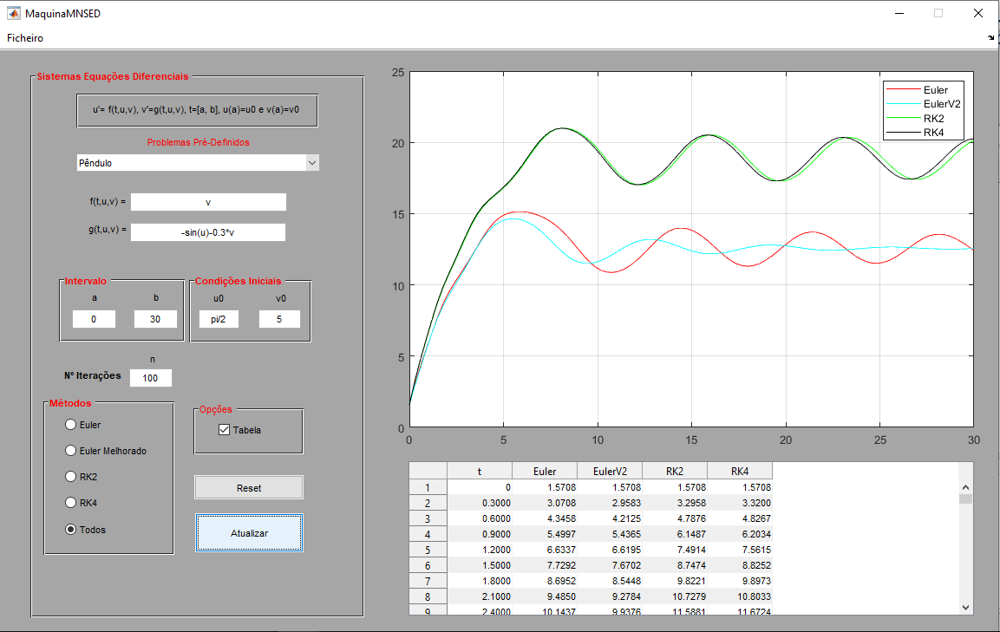 MaquinaMNSED
Ficheiro
Sistemas Equações Diferenciais
u'= f(t,u,v), v'=g(t,u,v), t=[a, b], u(a)=u0 e v(a)=v0
Problemas Pré-Definidos
Pêndulo
f(t,u,v) = v
g(t,u,v) = -sin(u)-0.3*v
Intervalo
a b
0 30
Condições Iniciais
u0 v0
pi/2 5
n
Nº Iterações 100
Métodos
Euler
Euler Melhorado
RK2
RK4
Todos
Opções
Tabela
Reset
Atualizar
25
20
15
10
5
0
0 5 10 15 20 25 30
Euler
EulerV2
RK2
RK4
t Euler EulerV2 RK2 RK4
1 0 1.5708 1.5708 1.5708 1.5708
2 0.3000 3.0708 2.9583 3.2958 3.3200
3 0.6000 4.3458 4.2125 4.7876 4.8267
4 0.9000 5.4997 5.4365 6.1487 6.2034
5 1.2000 6.6337 6.6195 7.4914 7.5615
6 1.5000 7.7292 7.6702 8.7474 8.8252
7 1.8000 8.6952 8.5448 9.8221 9.8973
8 2.1000 9.4850 9.2784 10.7279 10.8033
9 2.4000 10.1437 9.9376 11.5881 11.6724